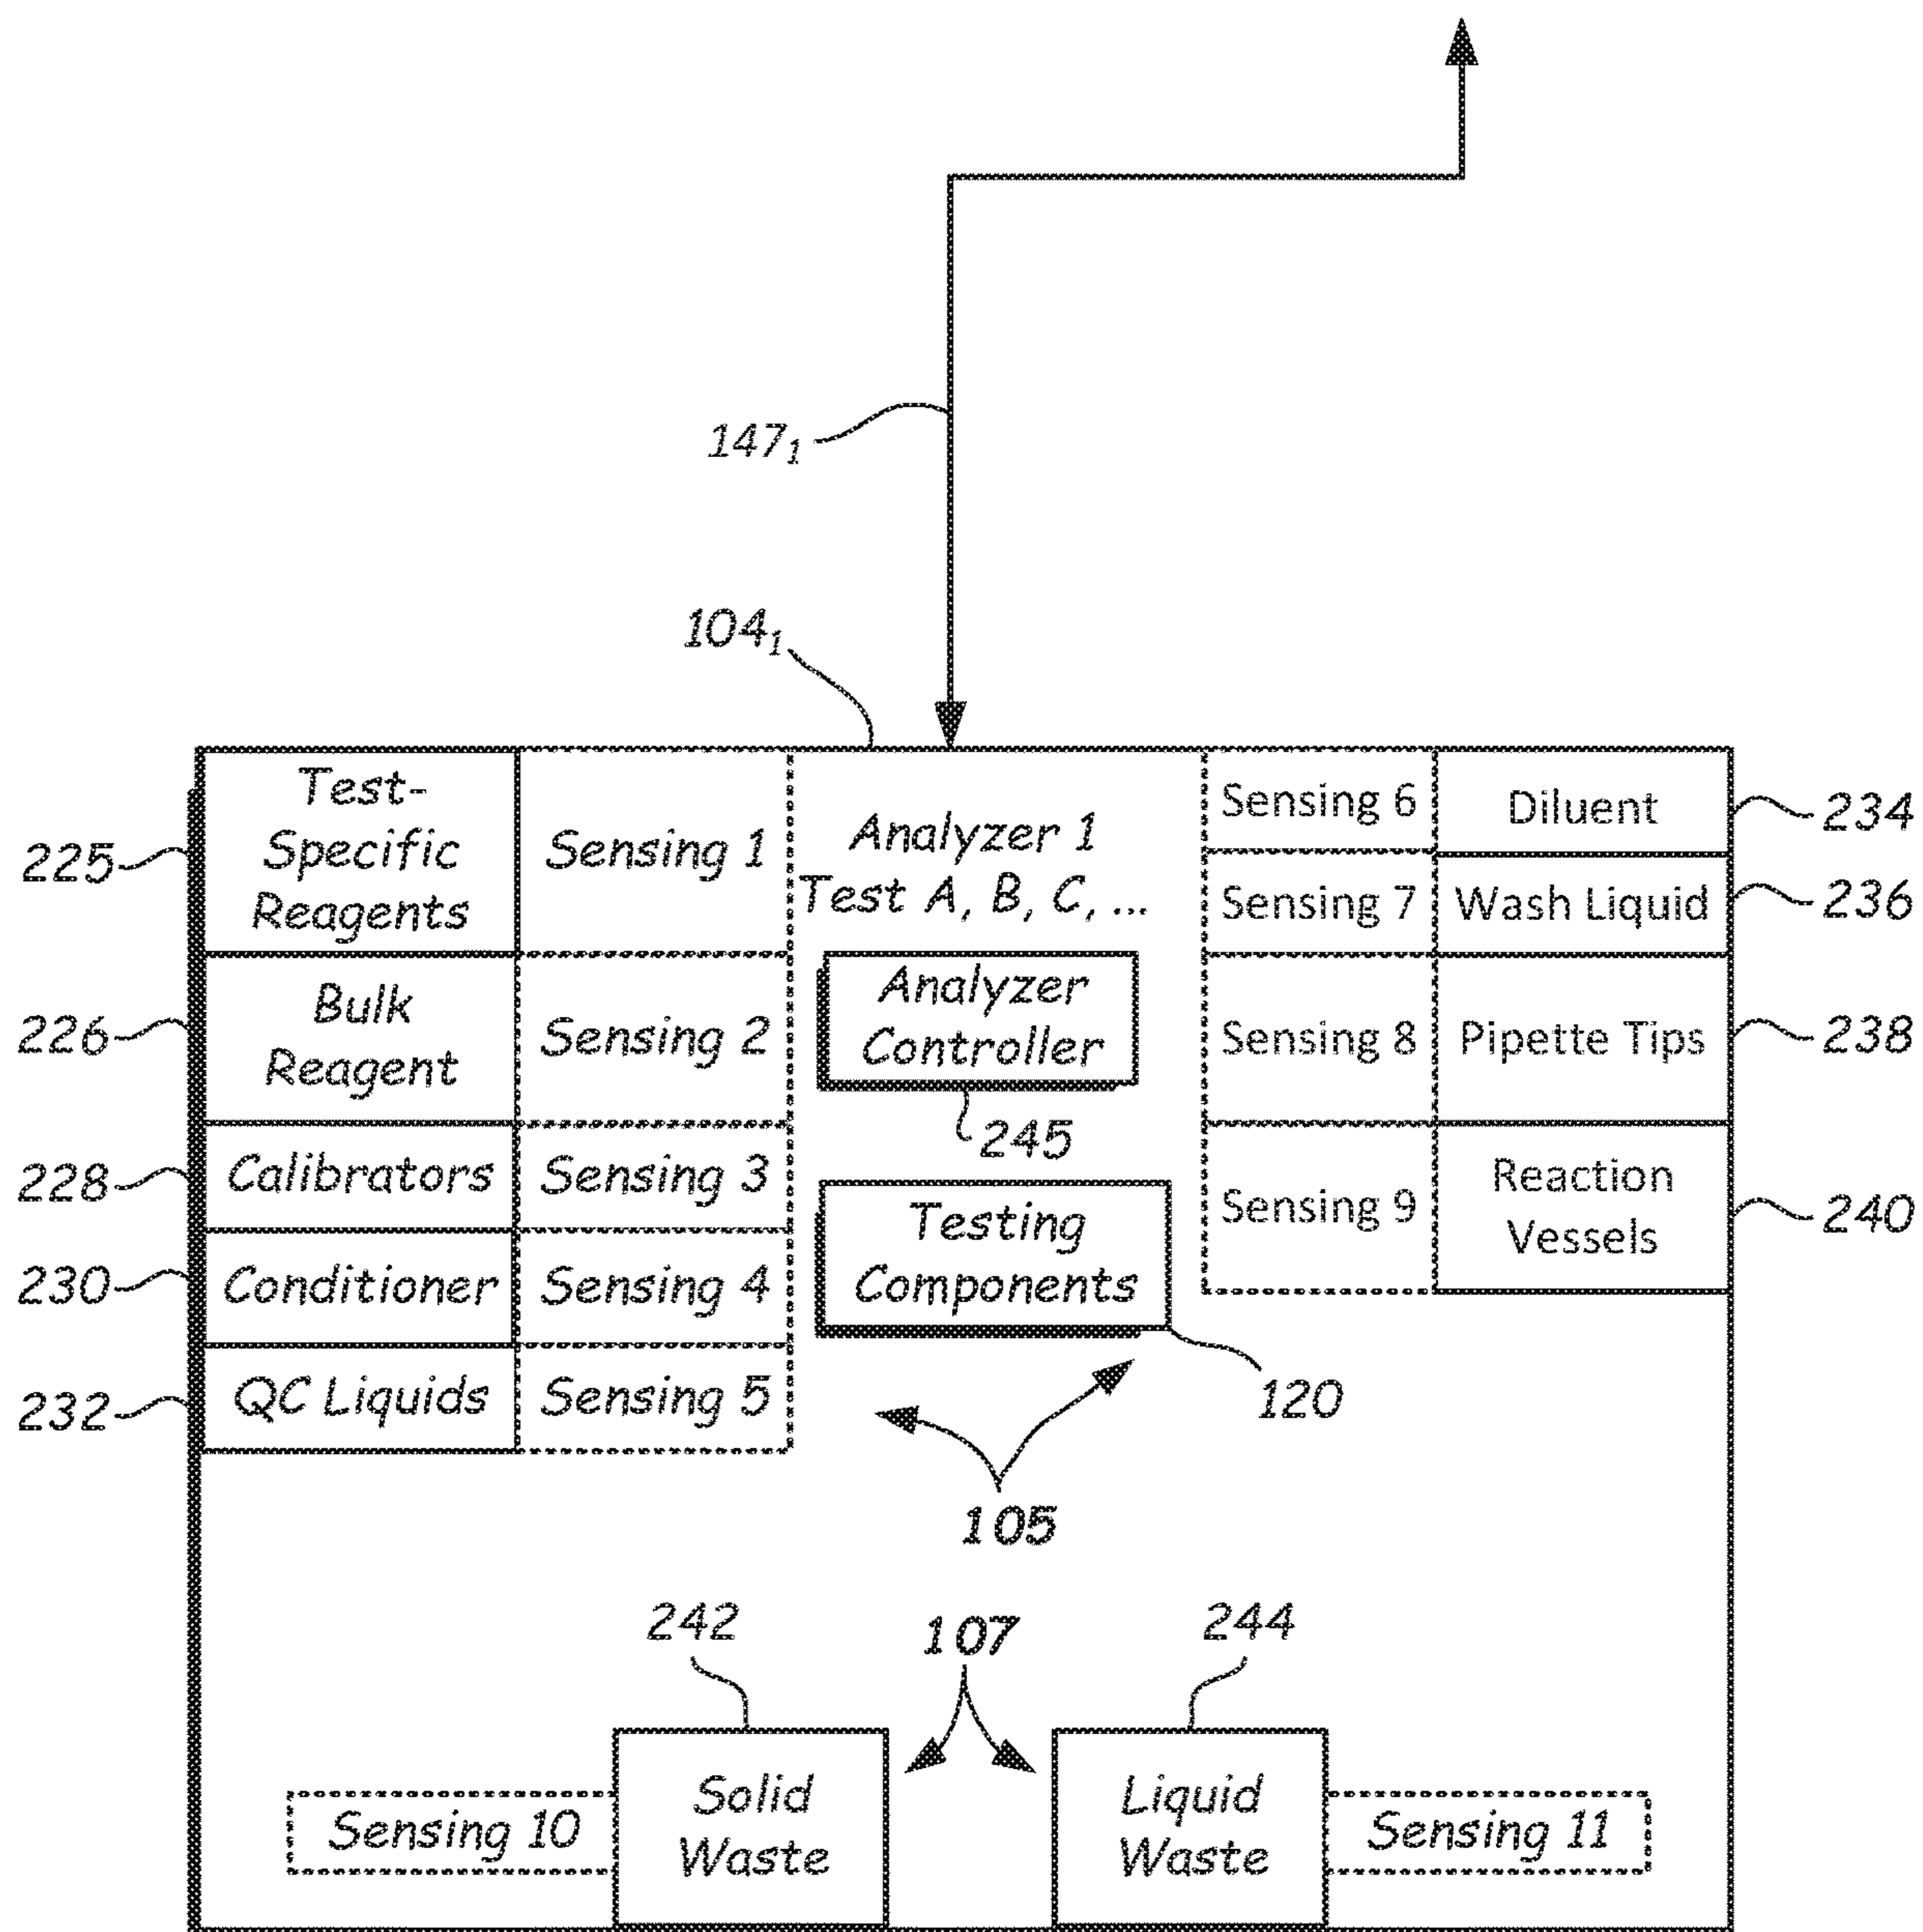 147₁
104₁
Test-
Specific
Reagents
Sensing 1
Analyzer 1
Test A, B, C, ...
Sensing 6
Diluent
234
225
Sensing 7
Wash Liquid
236
Bulk
Reagent
226
Sensing 2
Analyzer
Controller
245
Sensing 8
Pipette Tips
238
228
Calibrators
Sensing 3
Testing
Components
120
Sensing 9
Reaction
Vessels
240
230
Conditioner
Sensing 4
232
QC Liquids
Sensing 5
105
107
242
244
Sensing 10
Solid
Waste
Liquid
Waste
Sensing 11